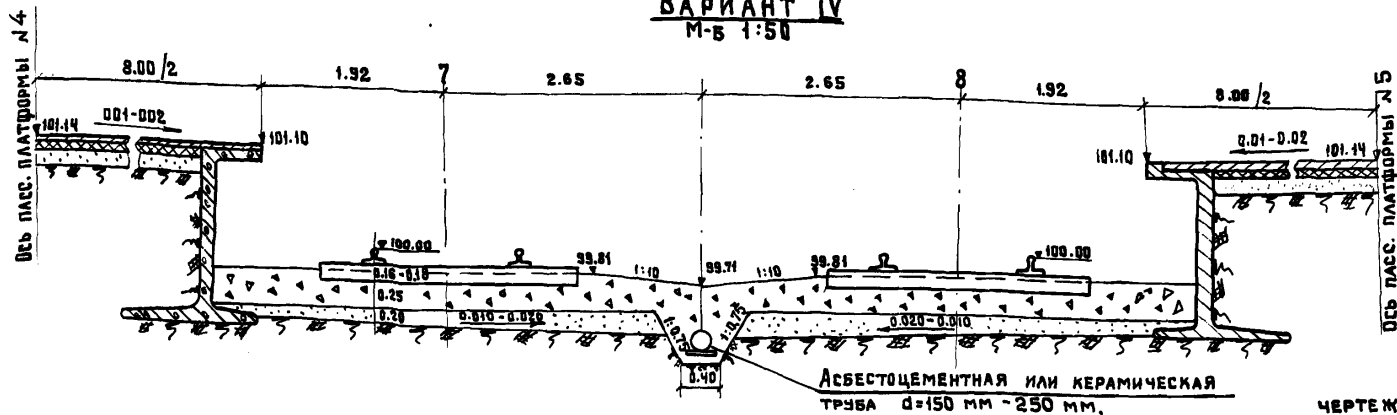 ВАРИАНТ IV
М-Б 1:50
Ось пасс. платформы №4
8.00/2 1.92 7 2.65 2.65 8 1.92 8.00/2
Ось пасс. платформы №5
101.14 001-002 101.10
101.10 0.01-0.02 101.14
100.00 99.81 1:10 99.71 1:10 99.81 100.00
0.16-0.18
0.25
0.20 0.010-0.020 1:0.75 1:0.75 0.020-0.010
0.40
Асбестоцементная или керамическая
труба d=150 мм - 250 мм.
ЧЕРТЕЖ